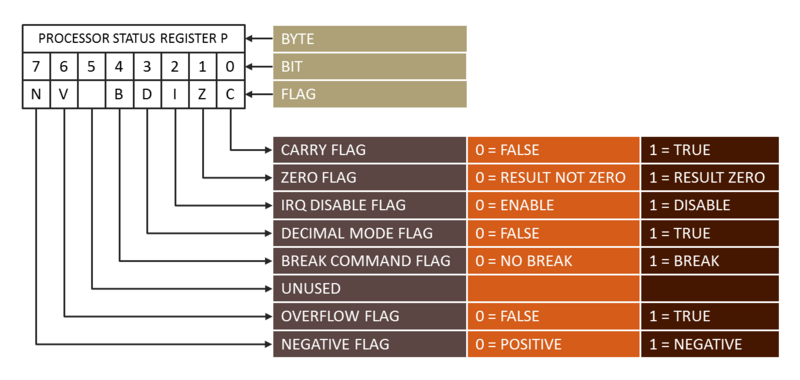 PROCESSOR STATUS REGISTER P BYTE
7 6 5 4 3 2 1 0 BIT
N V B D I Z C FLAG
CARRY FLAG 0 = FALSE 1 = TRUE
ZERO FLAG 0 = RESULT NOT ZERO 1 = RESULT ZERO
IRQ DISABLE FLAG 0 = ENABLE 1 = DISABLE
DECIMAL MODE FLAG 0 = FALSE 1 = TRUE
BREAK COMMAND FLAG 0 = NO BREAK 1 = BREAK
UNUSED
OVERFLOW FLAG 0 = FALSE 1 = TRUE
NEGATIVE FLAG 0 = POSITIVE 1 = NEGATIVE